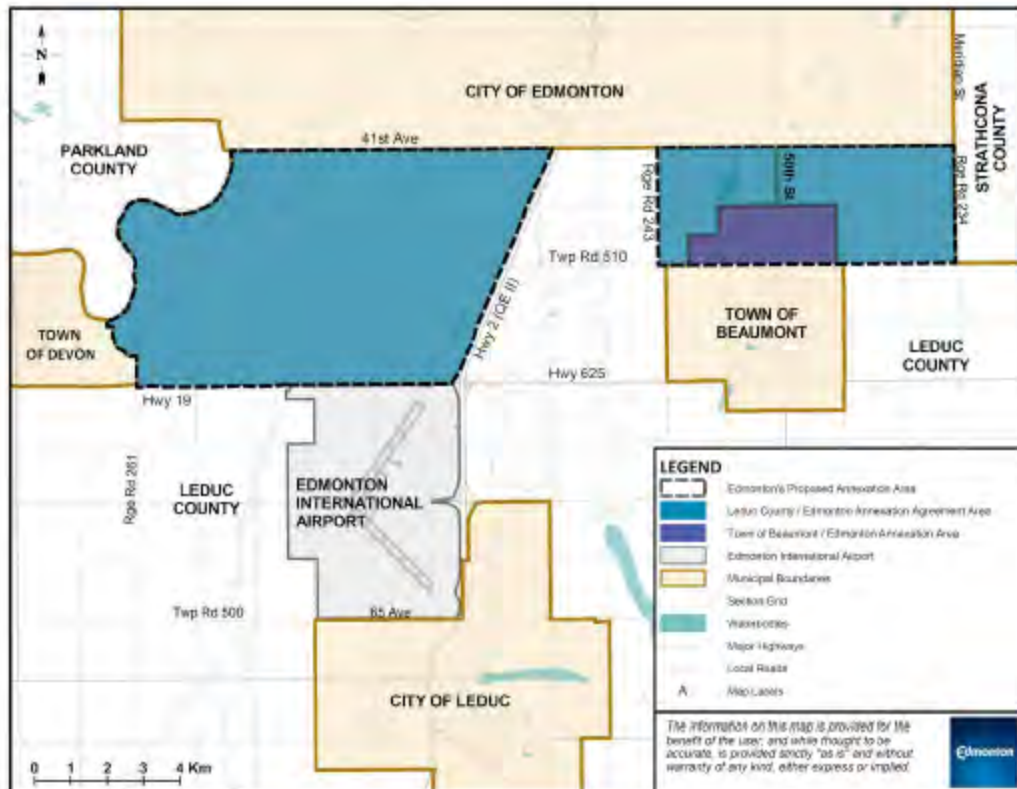 N
CITY OF EDMONTON
Meridian St
STRATHCONA
COUNTY
PARKLAND
COUNTY
41st Ave
50th St
Rge Rd 243
Rge Rd 234
Twp Rd 510
Hwy 2 (QE II)
TOWN
OF DEVON
TOWN OF
BEAUMONT
LEDUC
COUNTY
Hwy 625
Hwy 19
Rge Rd 261
LEDUC
COUNTY
EDMONTON
INTERNATIONAL
AIRPORT
Twp Rd 500
65 Ave
CITY OF LEDUC
0 1 2 3 4 Km
LEGEND
Edmonton's Proposed Annexation Area
Leduc County / Edmonton Annexation Agreement Area
Town of Beaumont / Edmonton Annexation Area
Edmonton International Airport
Municipal Boundaries
Section Grid
Waterbodies
Major Highways
Local Roads
A Map Labels
The information on this map is provided for the
benefit of the user, and while thought to be
accurate, is provided strictly "as is" and without
warranty of any kind, either express or implied.
Edmonton